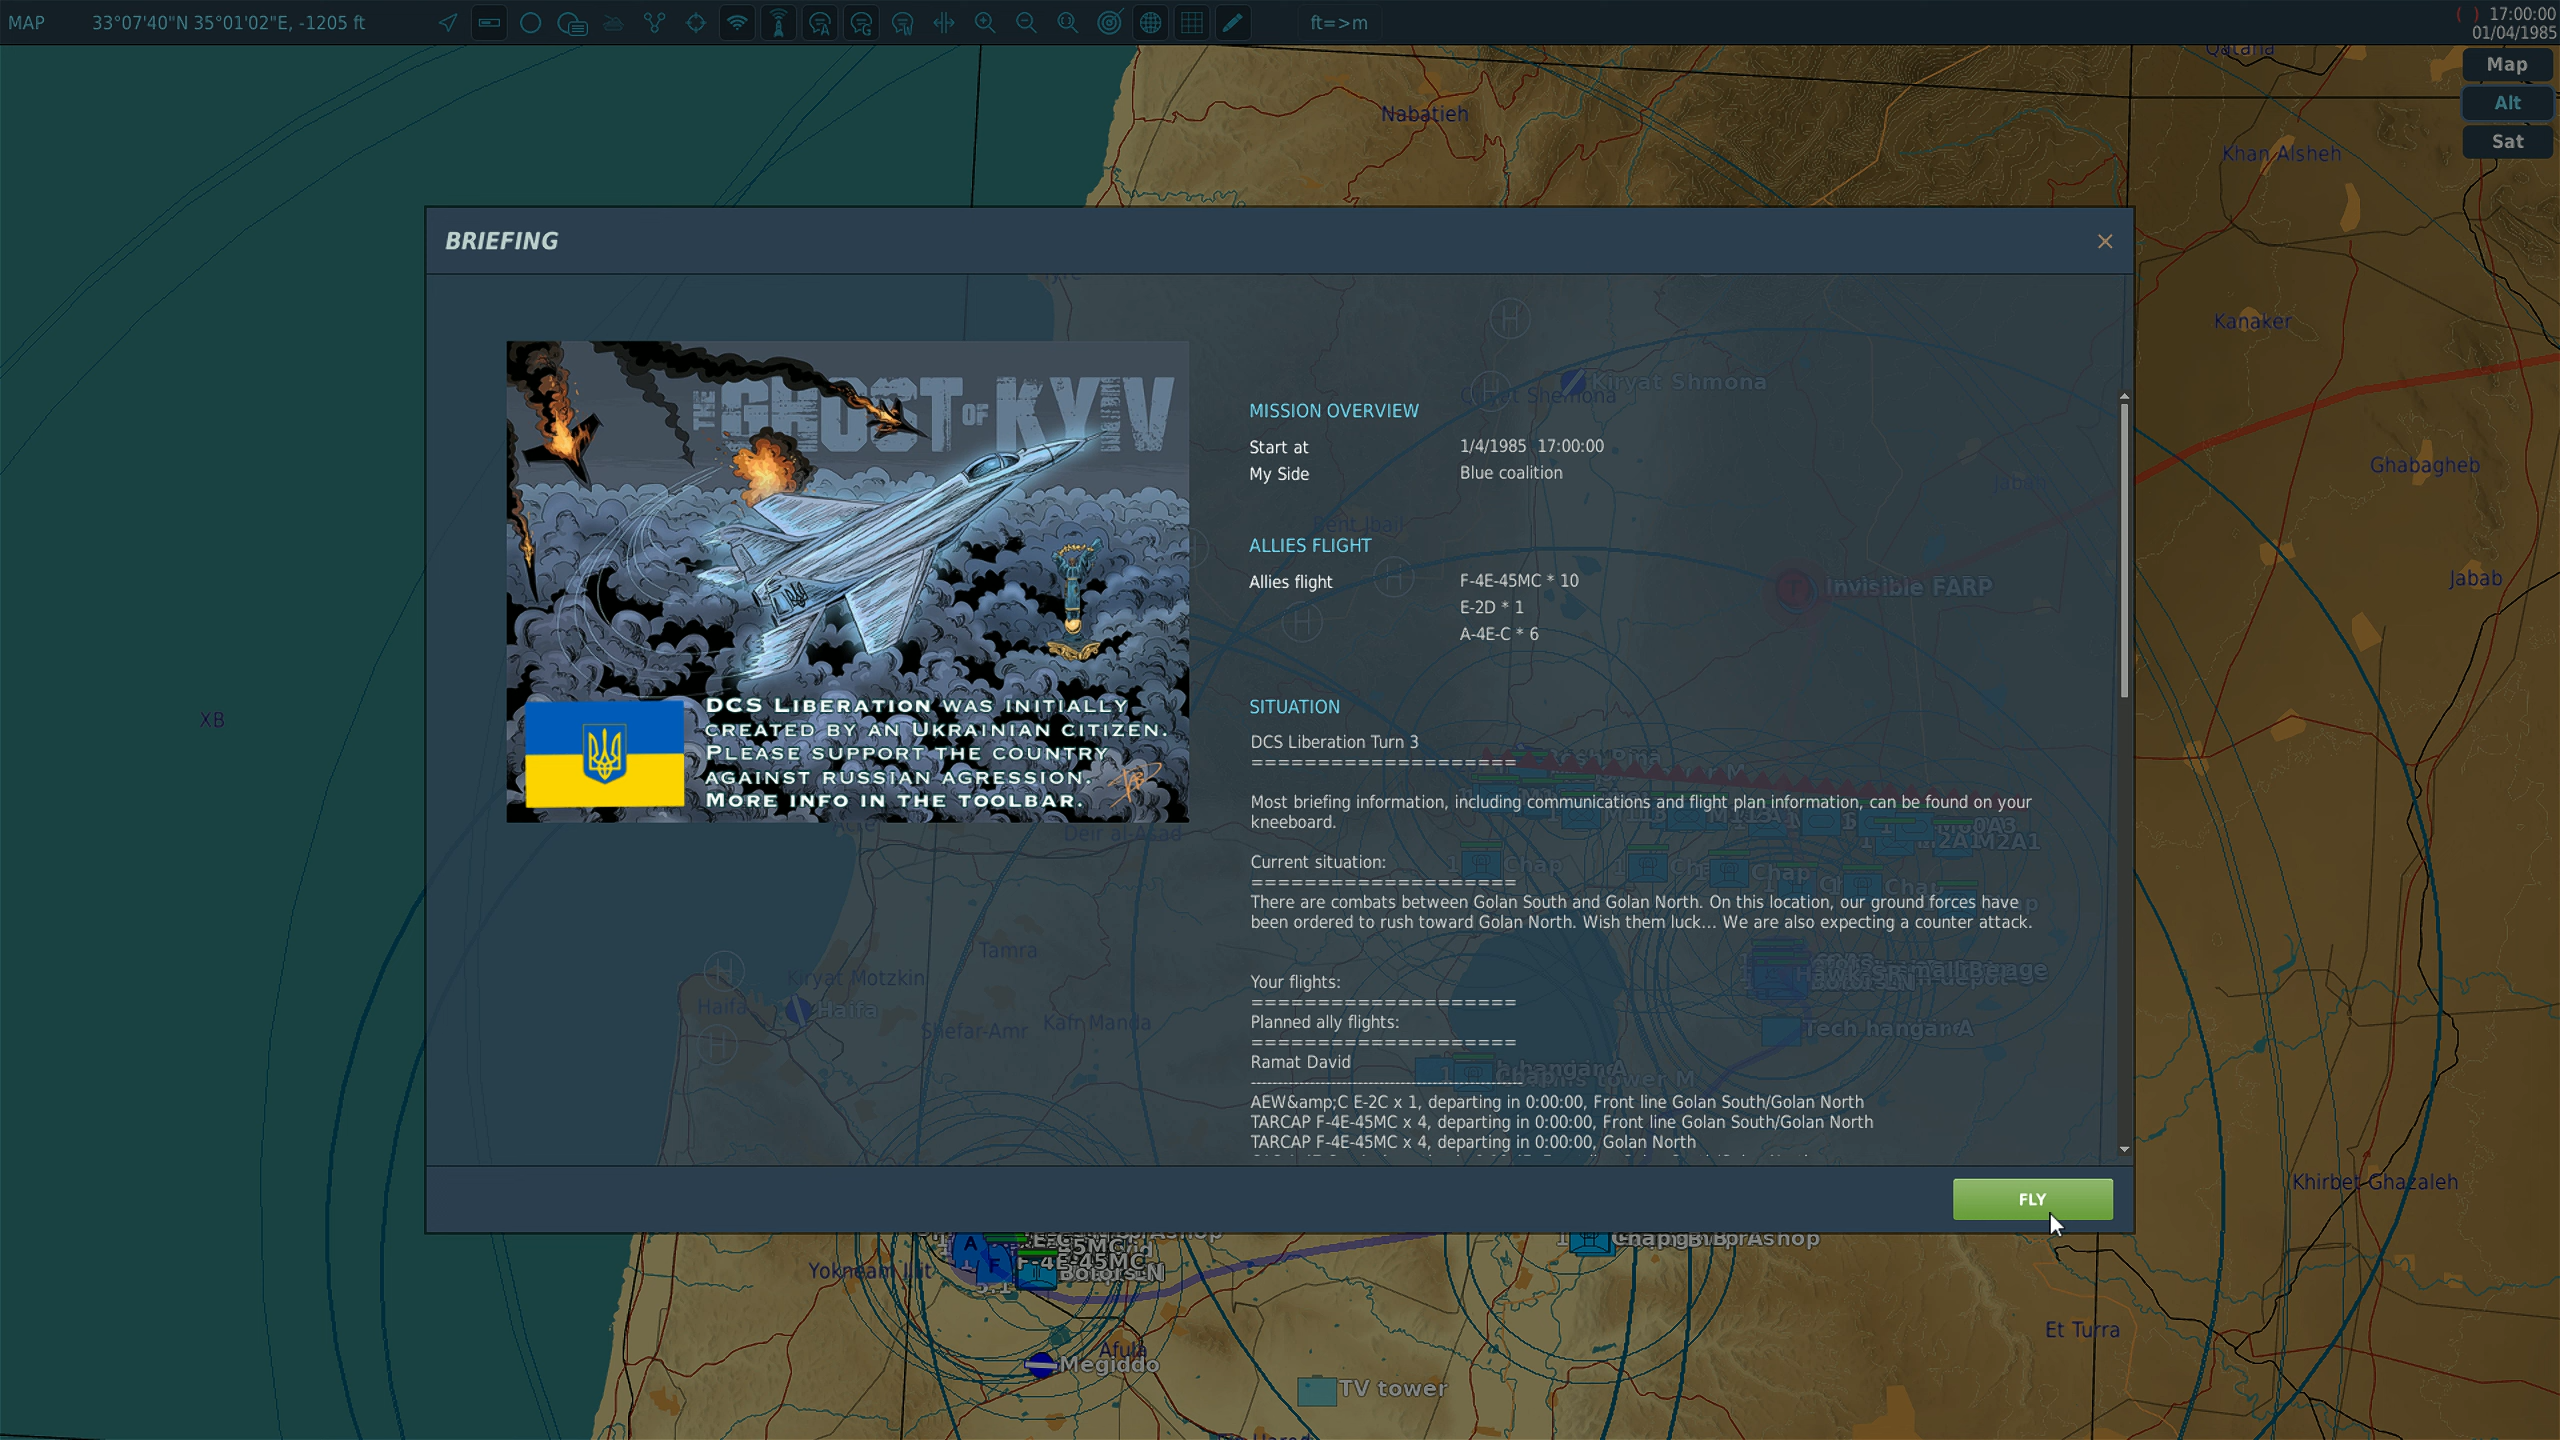 MAP 33°07'40"N 35°01'02"E, -1205 ft ft=>m ( ) 17:00:00
01/04/1985
Map
Alt
Sat
Qatana
Nabatieh
Khan Alsheh
BRIEFING
Kanaker
THE GHOST OF KYIV
DCS LIBERATION WAS INITIALLY
CREATED BY AN UKRAINIAN CITIZEN.
PLEASE SUPPORT THE COUNTRY
AGAINST RUSSIAN AGRESSION.
MORE INFO IN THE TOOLBAR.
Kiryat Shmona
MISSION OVERVIEW
Start at 1/4/1985 17:00:00
My Side Blue coalition
Ghabagheb
Bent Jbail
ALLIES FLIGHT
Allies flight F-4E-45MC * 10
E-2D * 1
A-4E-C * 6
Invisible FARP
Jabab
XB
SITUATION
DCS Liberation Turn 3
=====================
Most briefing information, including communications and flight plan information, can be found on your
kneeboard.
Deir al-Asad
Current situation:
=====================
There are combats between Golan South and Golan North. On this location, our ground forces have
been ordered to rush toward Golan North. Wish them luck... We are also expecting a counter attack.
Tamra
Kiryat Motzkin
Haifa
Haifa
Shefar-Amr
Kafr Manda
Your flights:
=====================
Planned ally flights:
=====================
Tech hangar A
Ramat David
---------------------------------------------------
AEW&amp;C E-2C x 1, departing in 0:00:00, Front line Golan South/Golan North
TARCAP F-4E-45MC x 4, departing in 0:00:00, Front line Golan South/Golan North
TARCAP F-4E-45MC x 4, departing in 0:00:00, Golan North
FLY
Khirbet Ghazaleh
Yokneam Illit
F-4E-45MC
Et Turra
Afula
Megiddo
TV tower